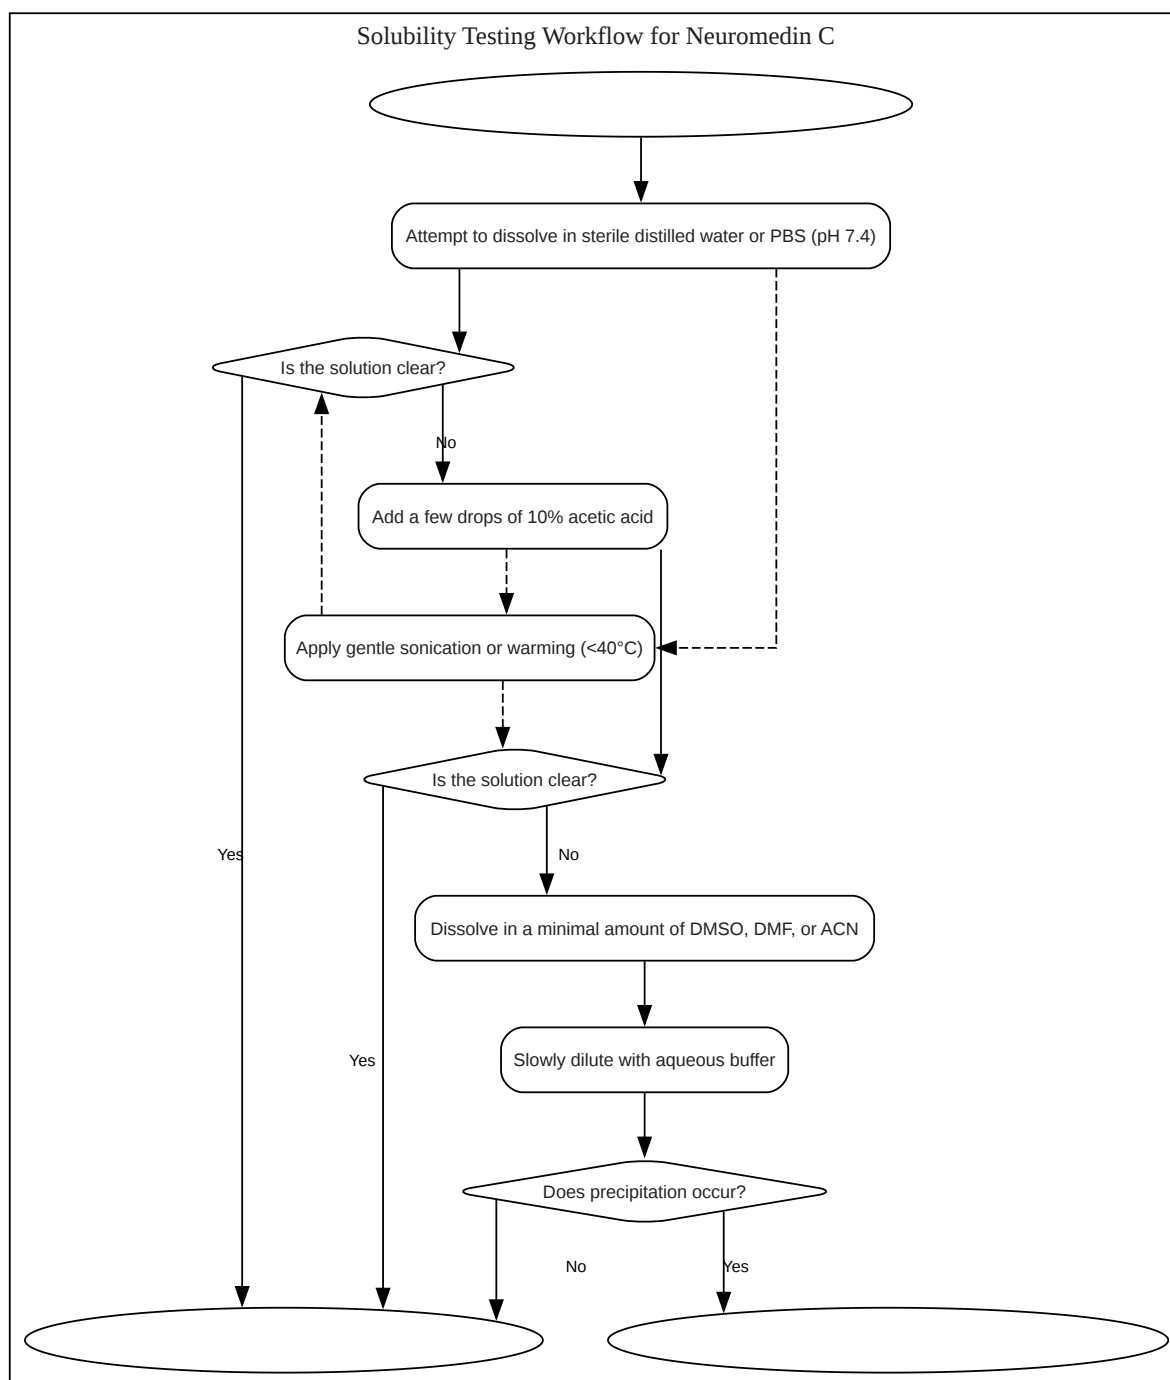 Solubility Testing Workflow for Neuromedin C
Attempt to dissolve in sterile distilled water or PBS (pH 7.4)
Is the solution clear?
No
Add a few drops of 10% acetic acid
Apply gentle sonication or warming (<40°C)
Is the solution clear?
Yes
No
Dissolve in a minimal amount of DMSO, DMF, or ACN
Yes
Slowly dilute with aqueous buffer
Does precipitation occur?
No
Yes